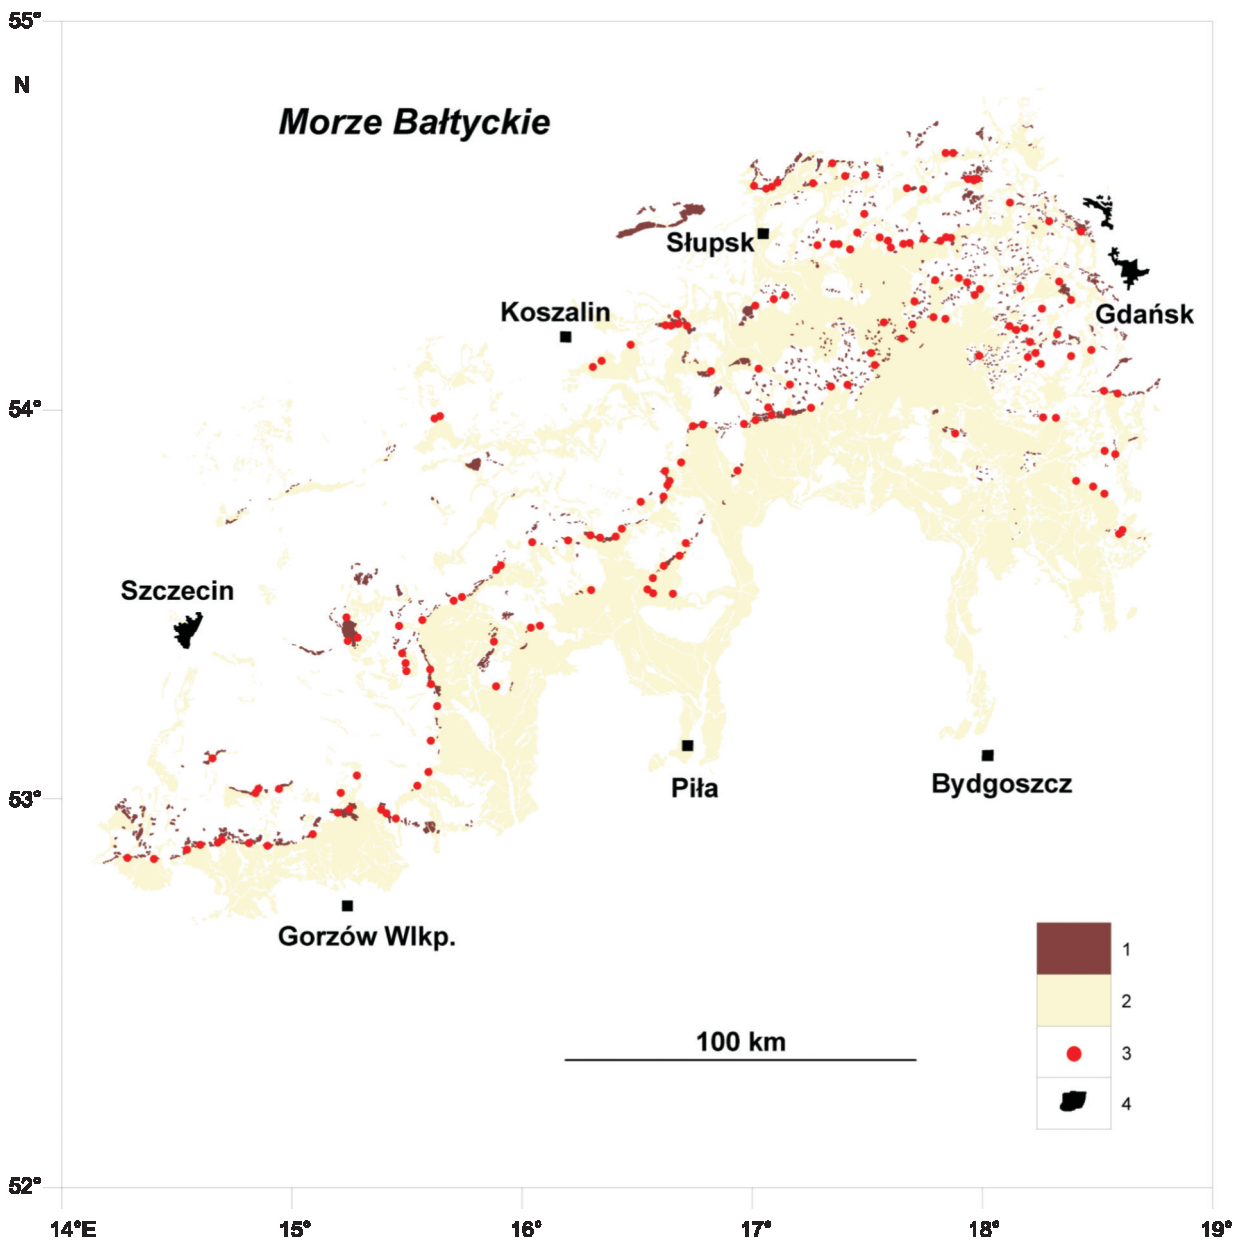 55°
N
Morze Bałtyckie
Słupsk
Koszalin
Gdańsk
54°
Szczecin
53°
Piła
Bydgoszcz
Gorzów Wlkp.
1
2
100 km
3
4
52°
14°E 15° 16° 17° 18° 19°